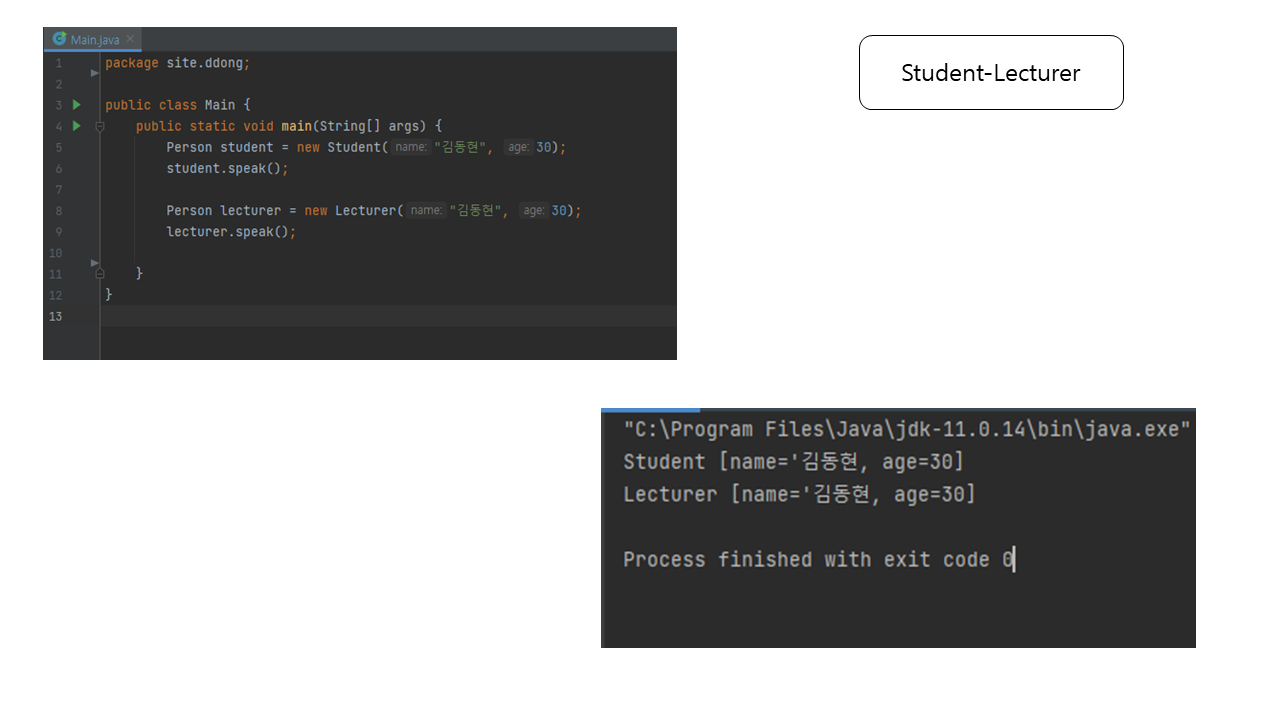 Main.java
Student-Lecturer
1 package site.ddong;
2
3 public class Main {
4 public static void main(String[] args) {
5 Person student = new Student( name: "김동현", age: 30);
6 student.speak();
7
8 Person lecturer = new Lecturer( name: "김동현", age: 30);
9 lecturer.speak();
10
11 }
12 }
13
"C:\Program Files\Java\jdk-11.0.14\bin\java.exe"
Student [name='김동현, age=30]
Lecturer [name='김동현, age=30]
Process finished with exit code 0